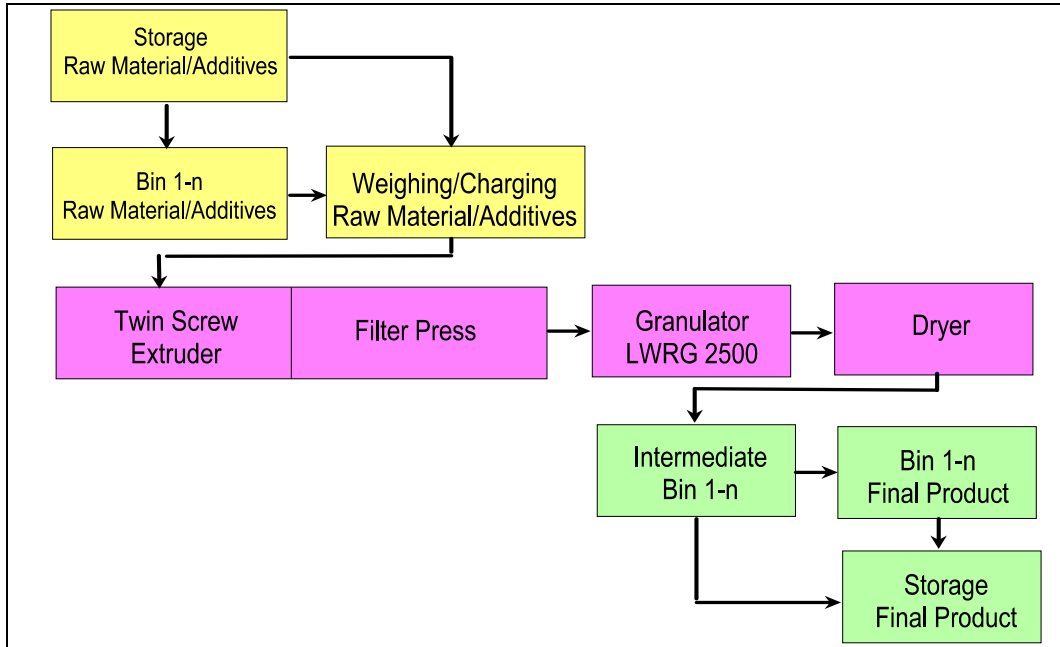 Storage
Raw Material/Additives
Bin 1-n
Raw Material/Additives
Weighing/Charging
Raw Material/Additives
Twin Screw
Extruder
Filter Press
Granulator
LWRG 2500
Dryer
Intermediate
Bin 1-n
Bin 1-n
Final Product
Storage
Final Product